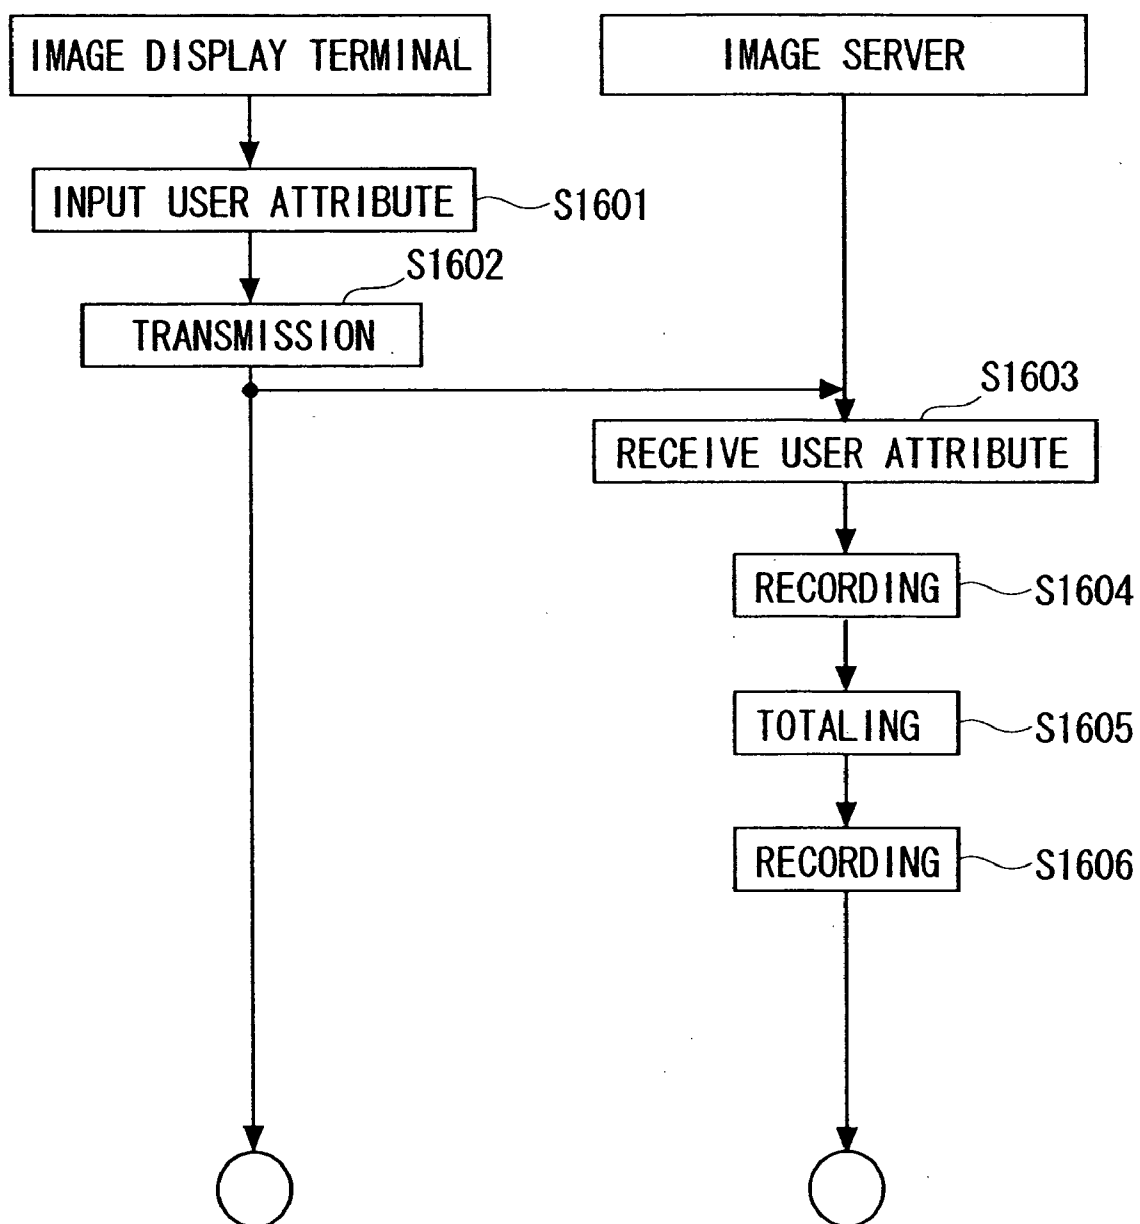 IMAGE DISPLAY TERMINAL
IMAGE SERVER
INPUT USER ATTRIBUTE
S1601
S1602
TRANSMISSION
S1603
RECEIVE USER ATTRIBUTE
RECORDING
S1604
TOTALING
S1605
RECORDING
S1606